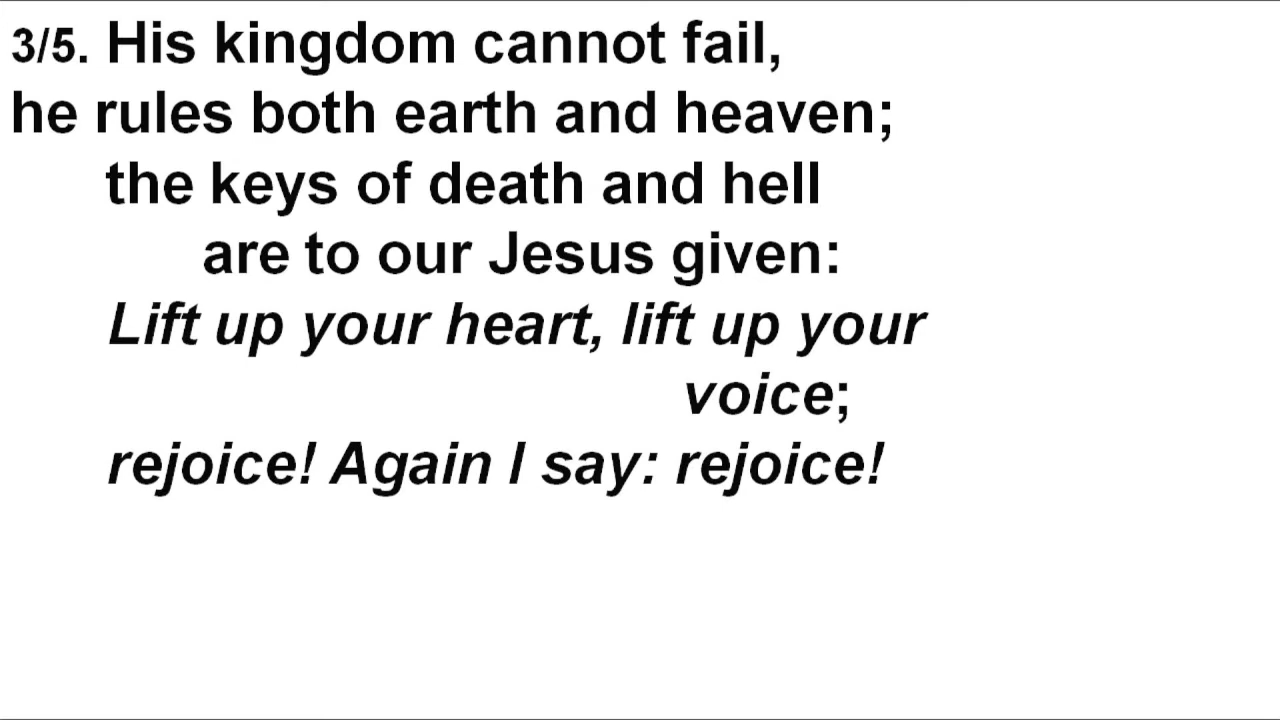 3/5. His kingdom cannot fail,
he rules both earth and heaven;
the keys of death and hell
are to our Jesus given:
Lift up your heart, lift up your
voice;
rejoice! Again I say: rejoice!